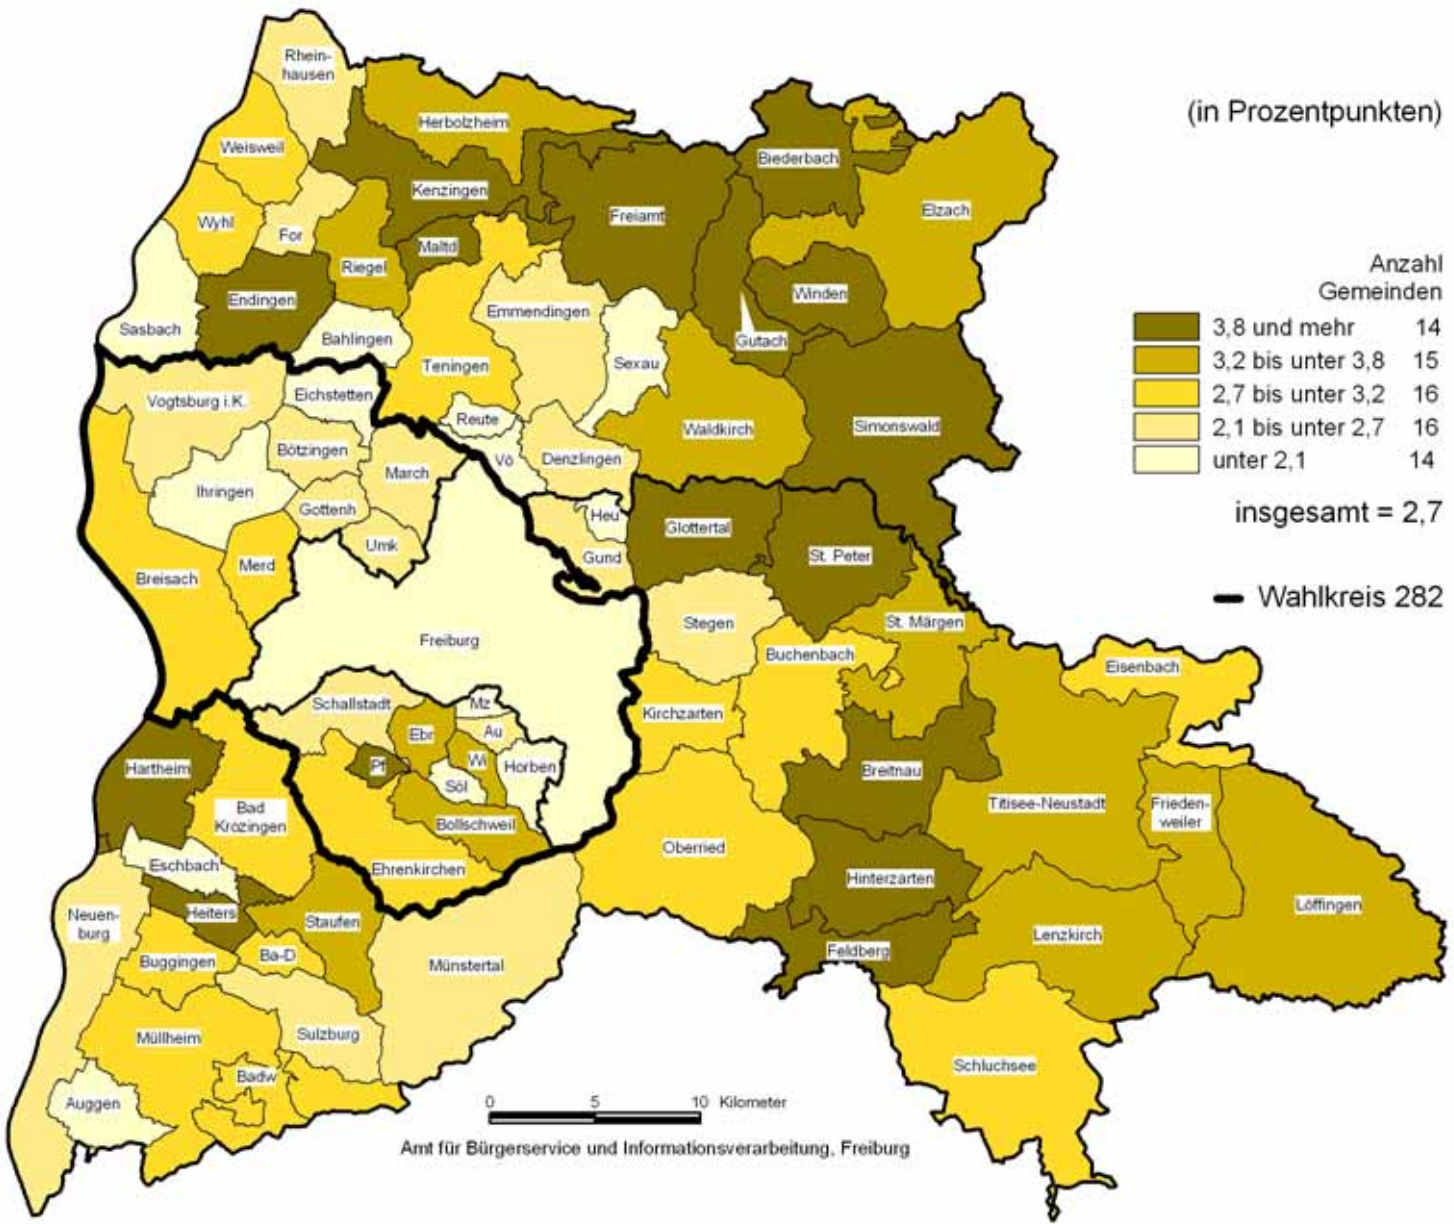 (in Prozentpunkten)
Anzahl
Gemeinden
3,8 und mehr 14
3,2 bis unter 3,8 15
2,7 bis unter 3,2 16
2,1 bis unter 2,7 16
unter 2,1 14
insgesamt = 2,7
Wahlkreis 282
Rhein-
hausen
Herbolzheim
Weisweil
Biederbach
Kenzingen
Elzach
Freiamt
Wyhl
For
Maltd
Riegel
Winden
Endingen
Emmendingen
Sasbach
Bahlingen
Gutach
Teningen
Sexau
Eichstetten
Vogtsburg i.K.
Reute
Waldkirch
Simonswald
Bötzingen
Vö
Denzlingen
March
Ihringen
Gottenh
Heu
Glottertal
Umk
Gund
St. Peter
Merd
Breisach
Stegen
St. Märgen
Freiburg
Buchenbach
Eisenbach
Schallstadt
Mz
Kirchzarten
Ebr
Au
Wi
Pf
Horben
Hartheim
Breitnau
Söl
Titisee-Neustadt
Frieden-
weiler
Bad
Krozingen
Bollschweil
Oberried
Eschbach
Ehrenkirchen
Hinterzarten
Löffingen
Heiters
Neuen-
burg
Staufen
Lenzkirch
Feldberg
Ba-D
Buggingen
Münstertal
Sulzburg
Müllheim
Schluchsee
Badw
Auggen
0 5 10 Kilometer
Amt für Bürgerservice und Informationsverarbeitung, Freiburg